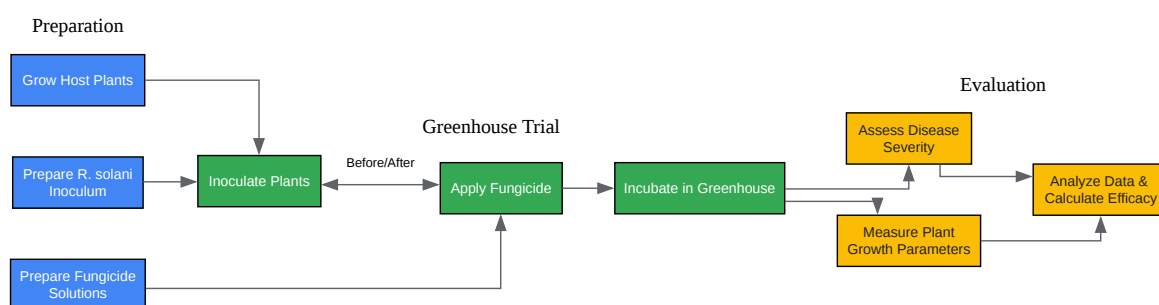 Preparation
Grow Host Plants
Prepare R. solani
Inoculum
Prepare Fungicide
Solutions
Greenhouse Trial
Inoculate Plants
Before/After
Apply Fungicide
Incubate in Greenhouse
Evaluation
Assess Disease
Severity
Measure Plant
Growth Parameters
Analyze Data &
Calculate Efficacy